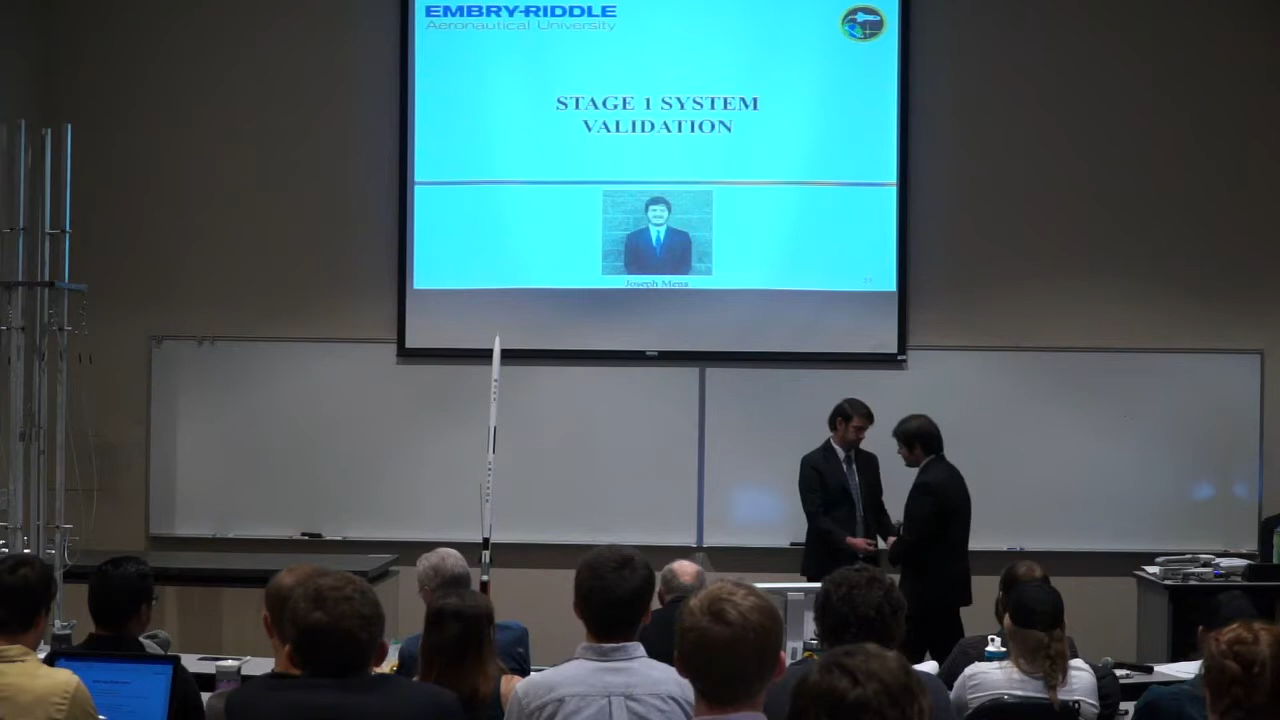 EMBRY-RIDDLE
Aeronautical University
STAGE 1 SYSTEM
VALIDATION
Joseph Mena